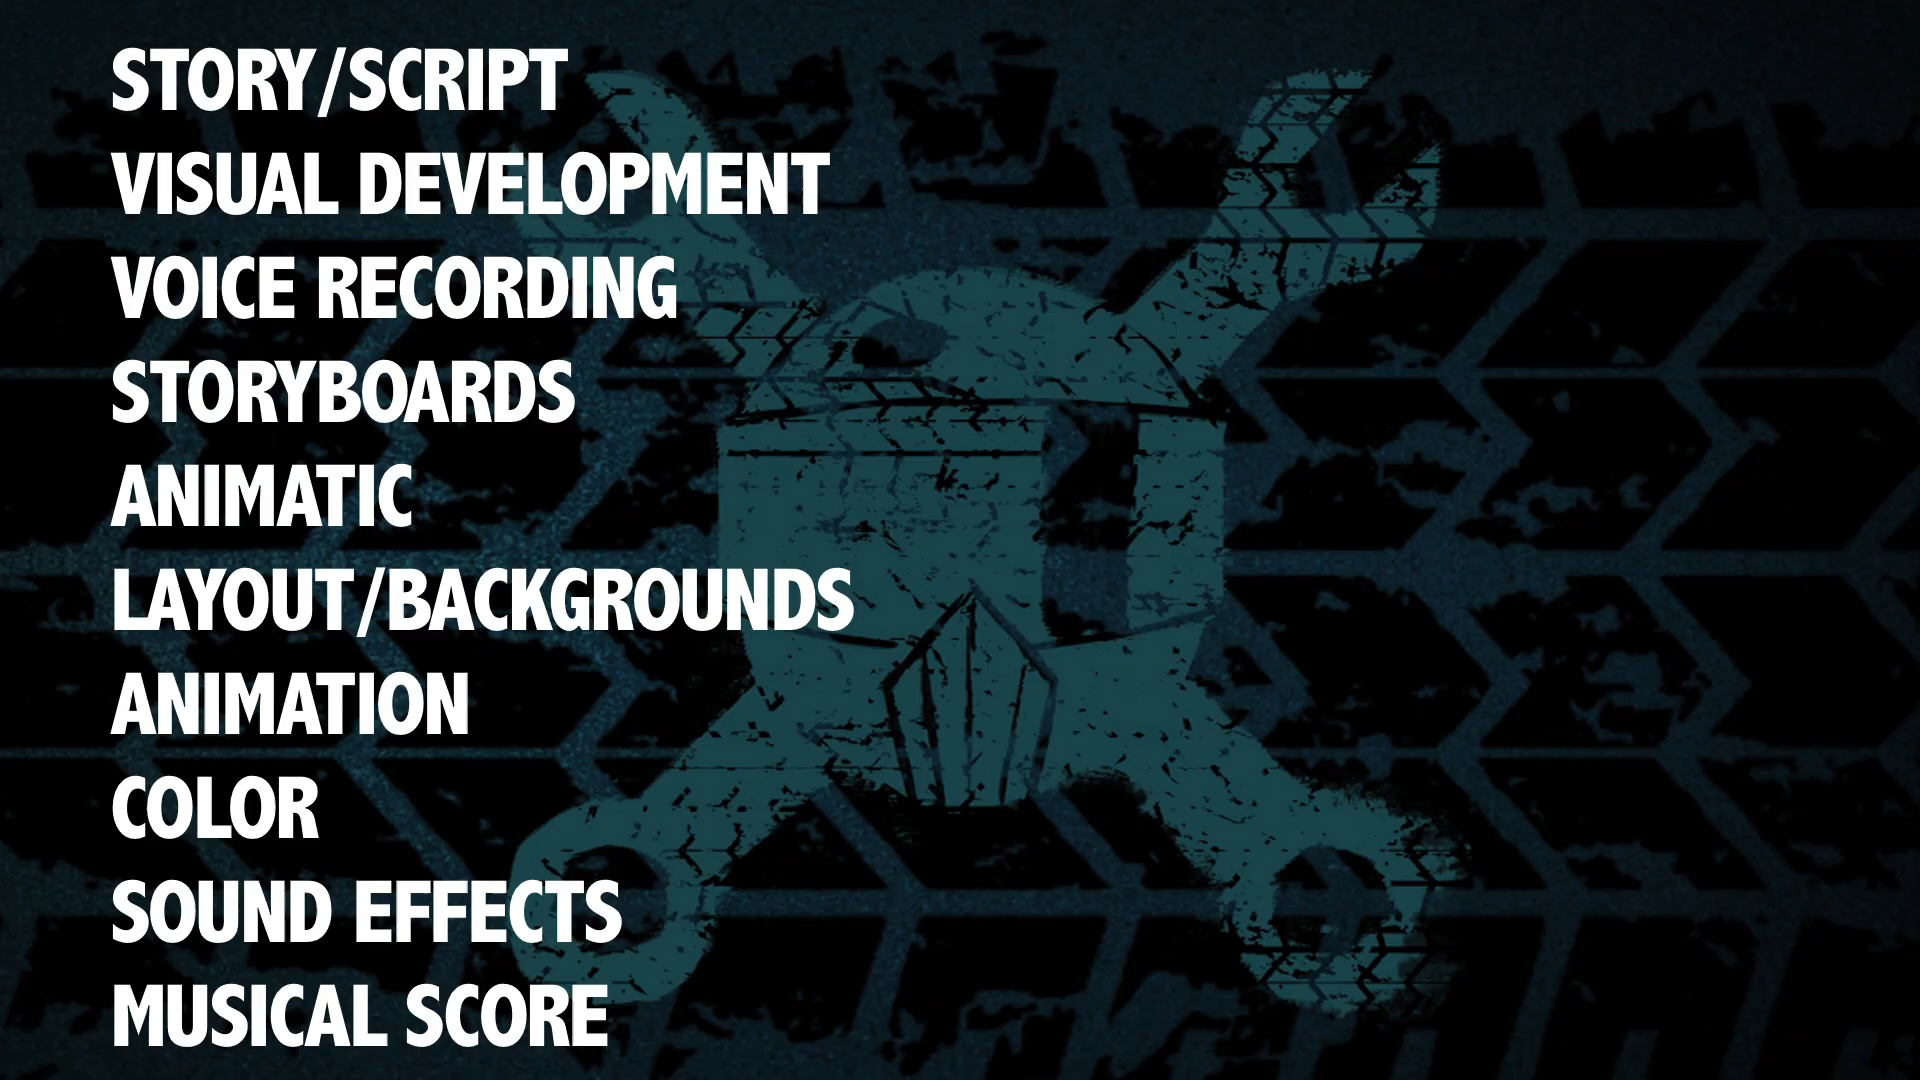 STORY/SCRIPT
VISUAL DEVELOPMENT
VOICE RECORDING
STORYBOARDS
ANIMATIC
LAYOUT/BACKGROUNDS
ANIMATION
COLOR
SOUND EFFECTS
MUSICAL SCORE